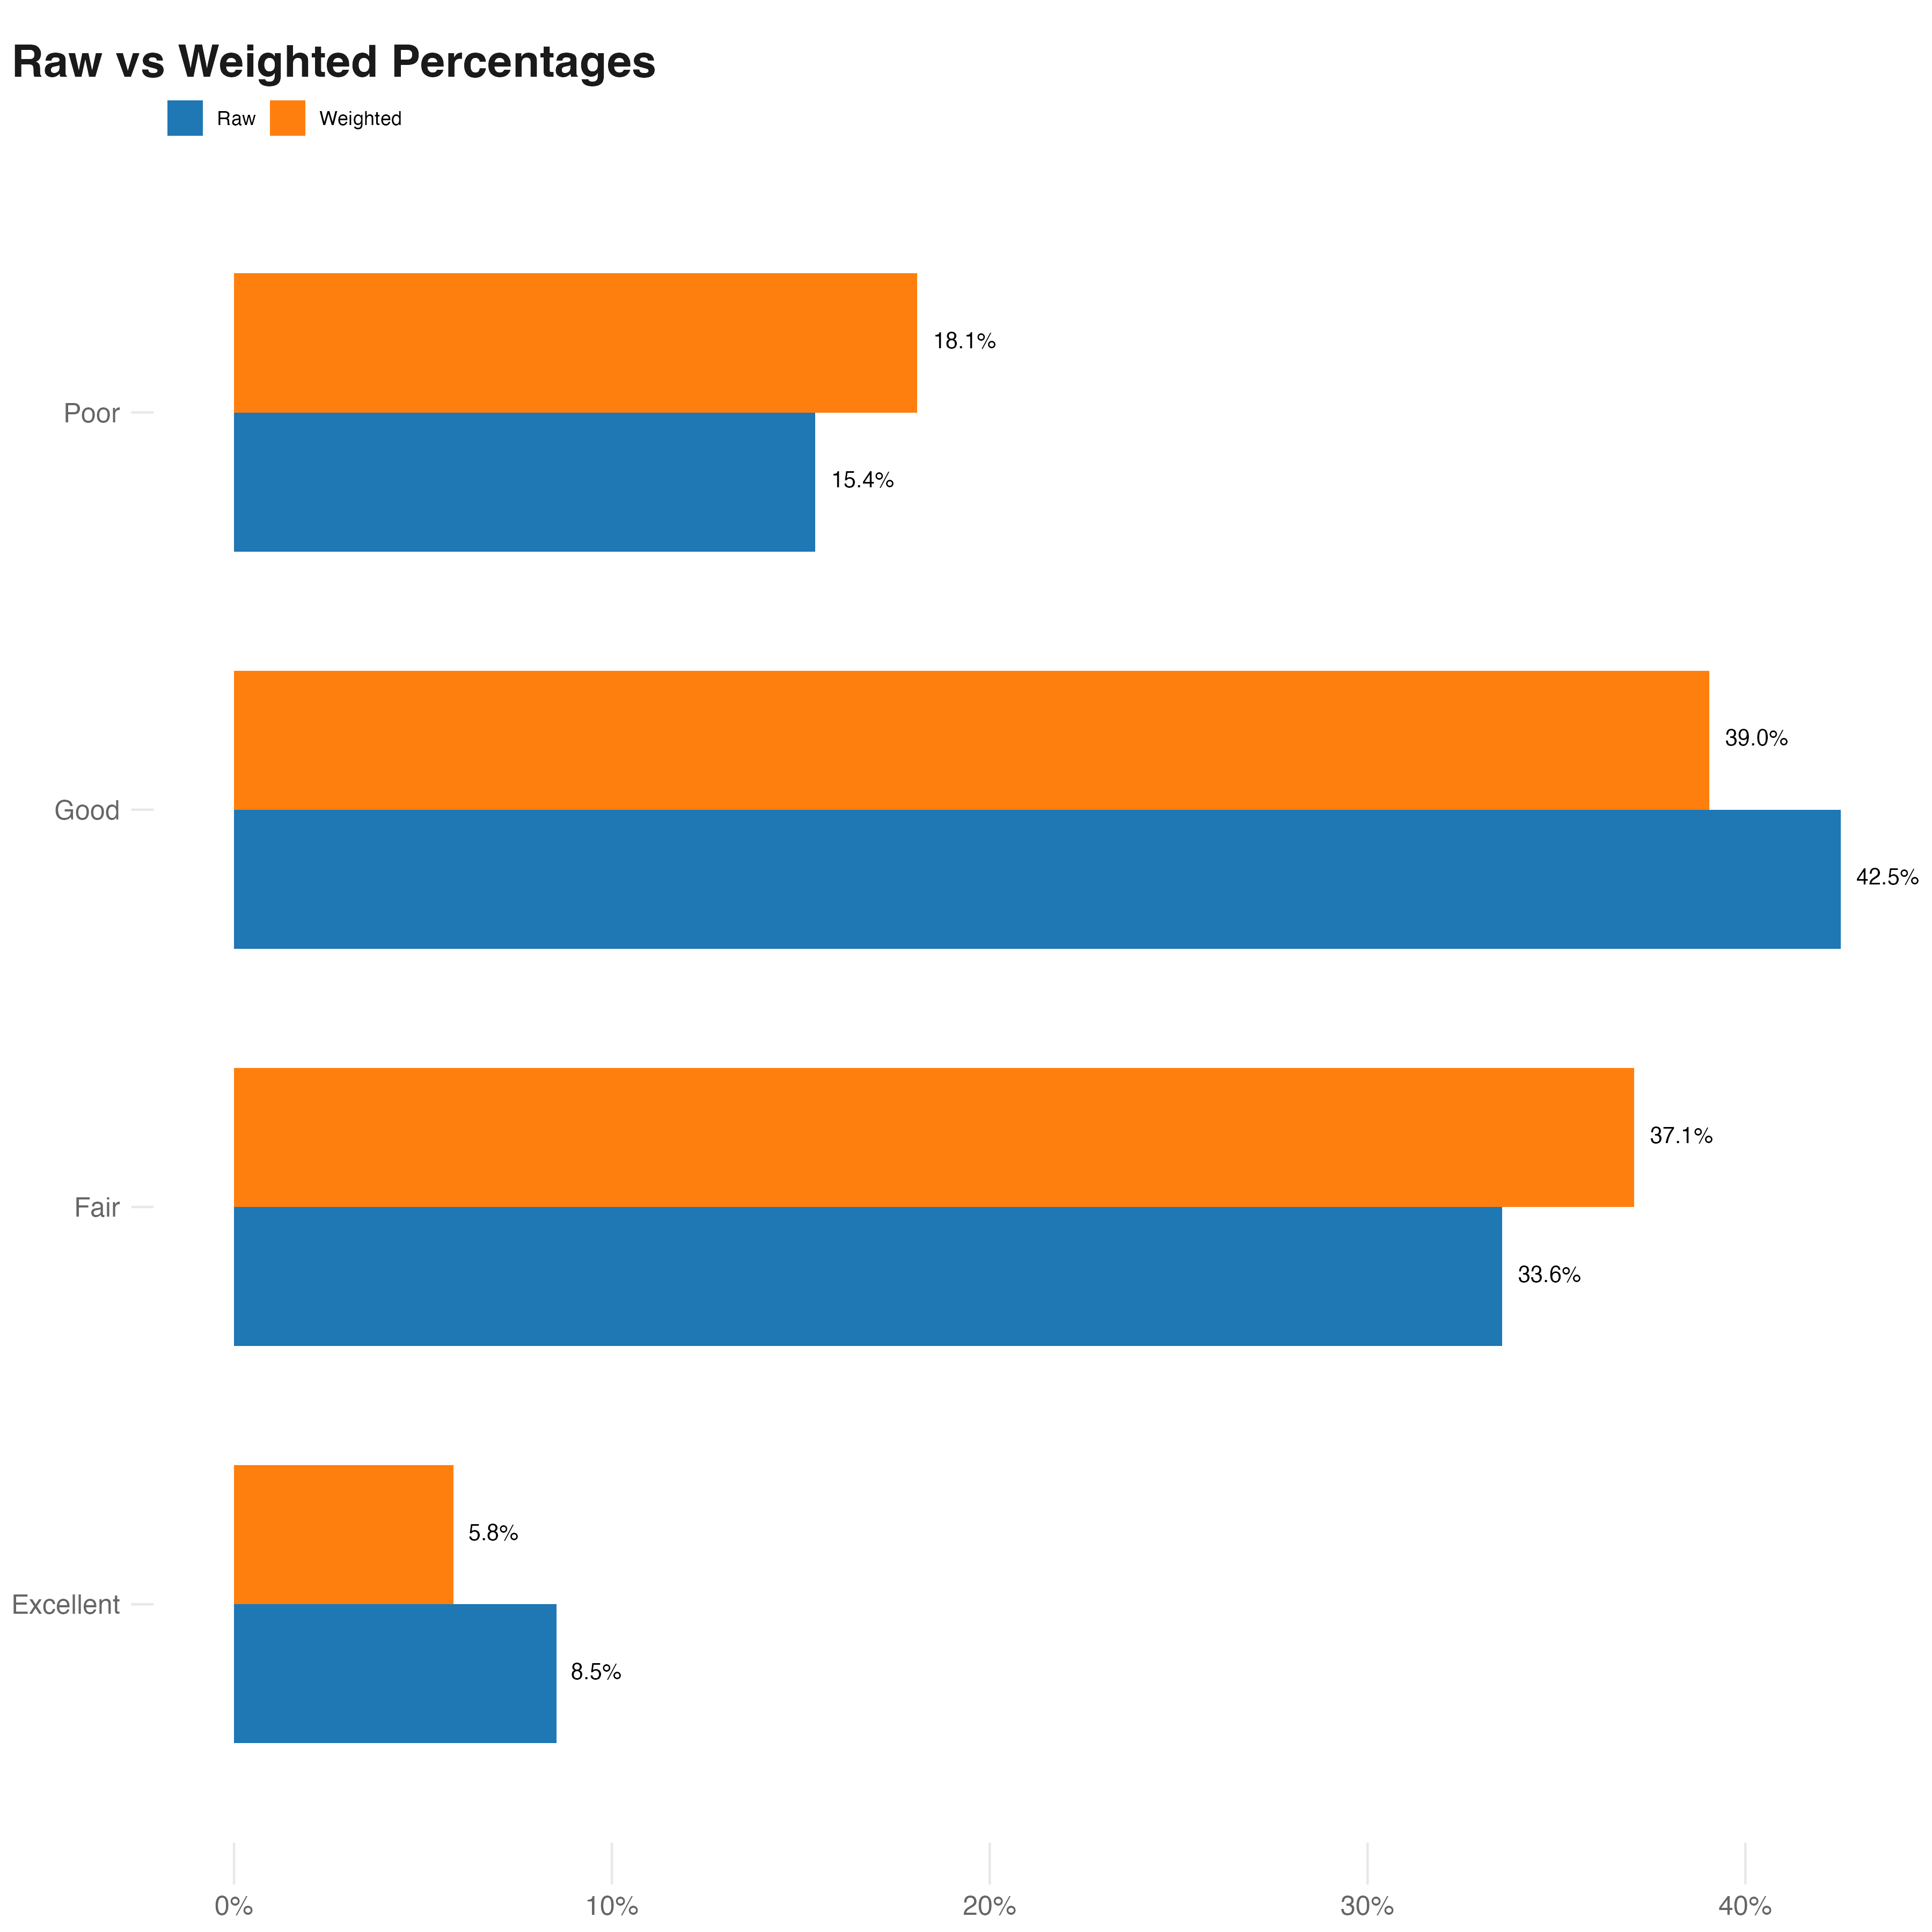 Raw vs Weighted Percentages
Raw Weighted
18.1%
Poor
15.4%
39.0%
Good
42.5%
37.1%
Fair
33.6%
5.8%
Excellent
8.5%
0% 10% 20% 30% 40%